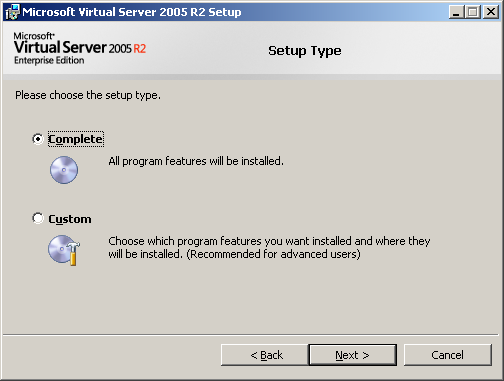 Microsoft Virtual Server 2005 R2 Setup
Microsoft
Virtual Server 2005 R2
Enterprise Edition
Setup Type
Please choose the setup type.
Complete
All program features will be installed.
Custom
Choose which program features you want installed and where they
will be installed. (Recommended for advanced users)
< Back
Next >
Cancel